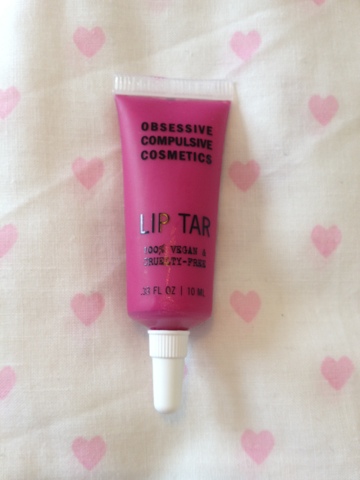 OBSESSIVE
COMPULSIVE
COSMETICS
LIP TAR
100% VEGAN &
CRUELTY-FREE
.33 FL OZ | 10 ML